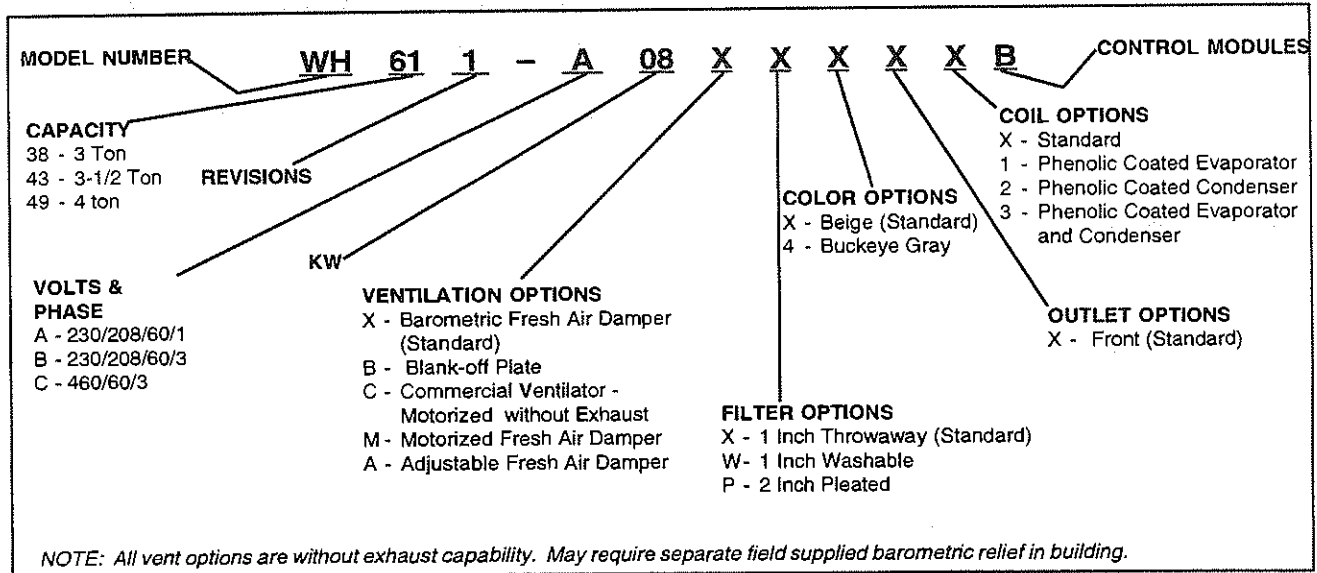 MODEL NUMBER
WH 61 1 - A 08 X X X X X B
CONTROL MODULES
CAPACITY
38 - 3 Ton
43 - 3-1/2 Ton
49 - 4 ton
REVISIONS
VOLTS &
PHASE
A - 230/208/60/1
B - 230/208/60/3
C - 460/60/3
KW
VENTILATION OPTIONS
X - Barometric Fresh Air Damper
(Standard)
B - Blank-off Plate
C - Commercial Ventilator -
Motorized without Exhaust
M - Motorized Fresh Air Damper
A - Adjustable Fresh Air Damper
FILTER OPTIONS
X - 1 Inch Throwaway (Standard)
W- 1 Inch Washable
P - 2 Inch Pleated
COLOR OPTIONS
X - Beige (Standard)
4 - Buckeye Gray
OUTLET OPTIONS
X - Front (Standard)
COIL OPTIONS
X - Standard
1 - Phenolic Coated Evaporator
2 - Phenolic Coated Condenser
3 - Phenolic Coated Evaporator
and Condenser
NOTE: All vent options are without exhaust capability. May require separate field supplied barometric relief in building.